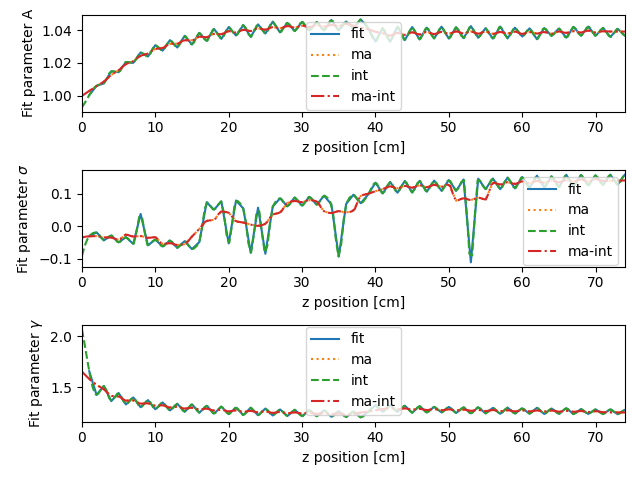 Fit parameter A
1.04
1.02
1.00
fit
ma
int
ma-int
0 10 20 30 40 50 60 70
z position [cm]
Fit parameter σ
0.1
0.0
−0.1
fit
ma
int
ma-int
0 10 20 30 40 50 60 70
z position [cm]
Fit parameter γ
2.0
1.5
fit
ma
int
ma-int
0 10 20 30 40 50 60 70
z position [cm]